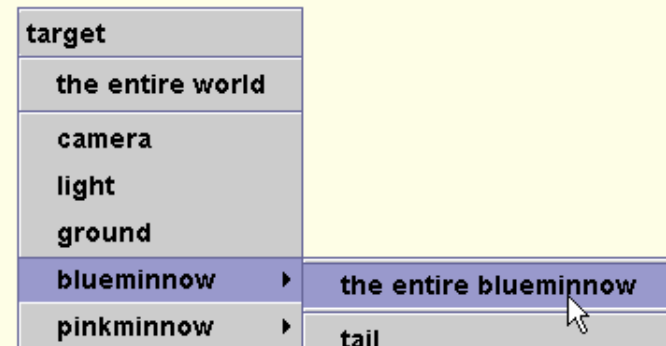 target
the entire world
camera
light
ground
blueminnow
the entire blueminnow
pinkminnow
tail